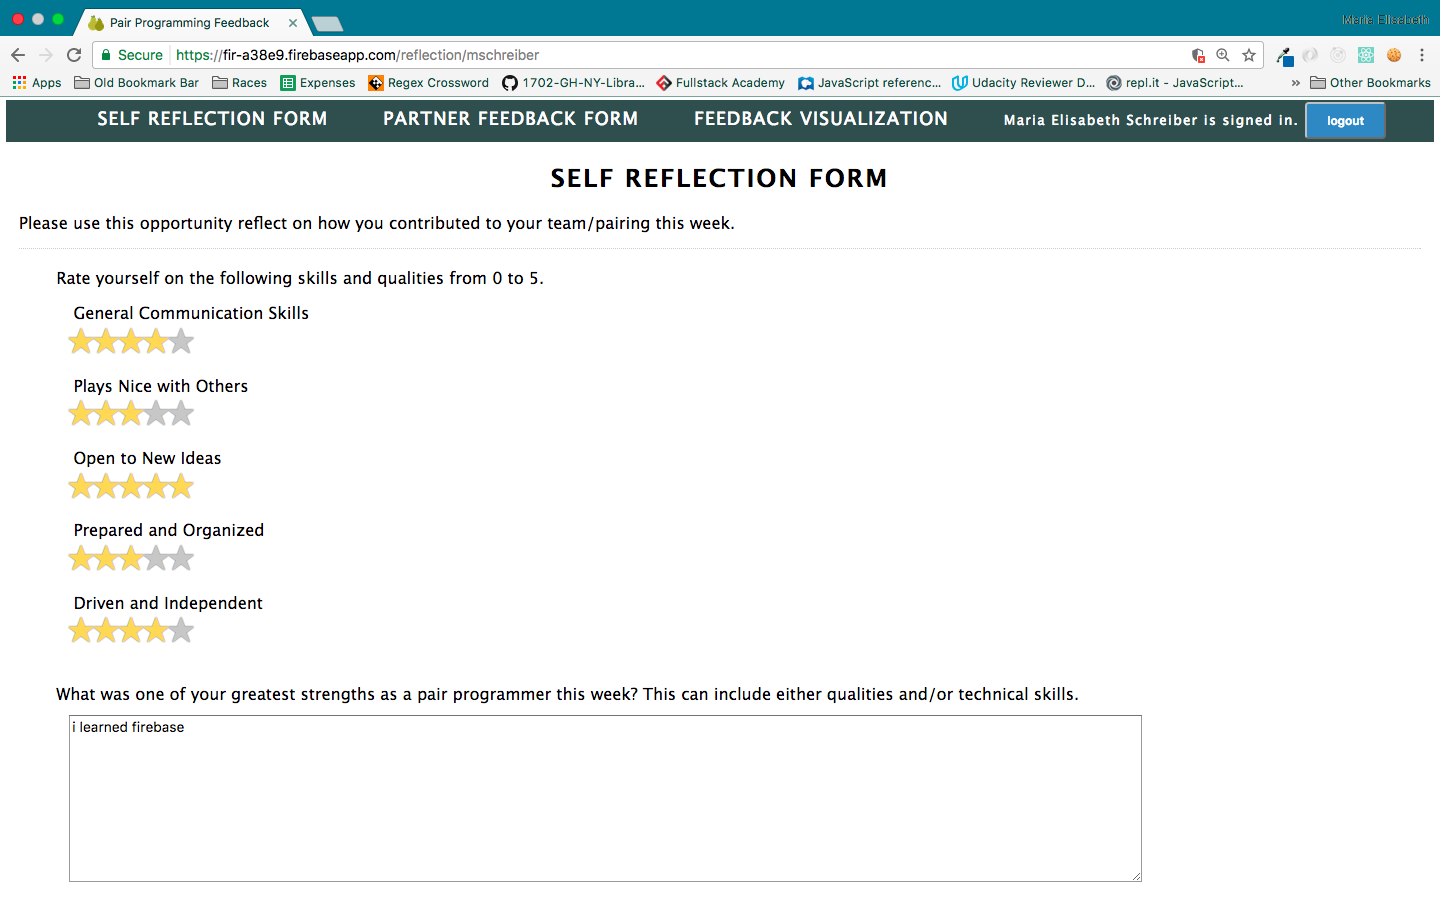 Pair Programming Feedback
Maria Elisabeth
Secure https://fir-a38e9.firebaseapp.com/reflection/mschreiber
Apps Old Bookmark Bar Races Expenses Regex Crossword 1702-GH-NY-Libra... Fullstack Academy JavaScript referenc... Udacity Reviewer D... repl.it - JavaScript... » Other Bookmarks
SELF REFLECTION FORM PARTNER FEEDBACK FORM FEEDBACK VISUALIZATION Maria Elisabeth Schreiber is signed in. logout
SELF REFLECTION FORM
Please use this opportunity reflect on how you contributed to your team/pairing this week.
Rate yourself on the following skills and qualities from 0 to 5.
General Communication Skills
Plays Nice with Others
Open to New Ideas
Prepared and Organized
Driven and Independent
What was one of your greatest strengths as a pair programmer this week? This can include either qualities and/or technical skills.
i learned firebase